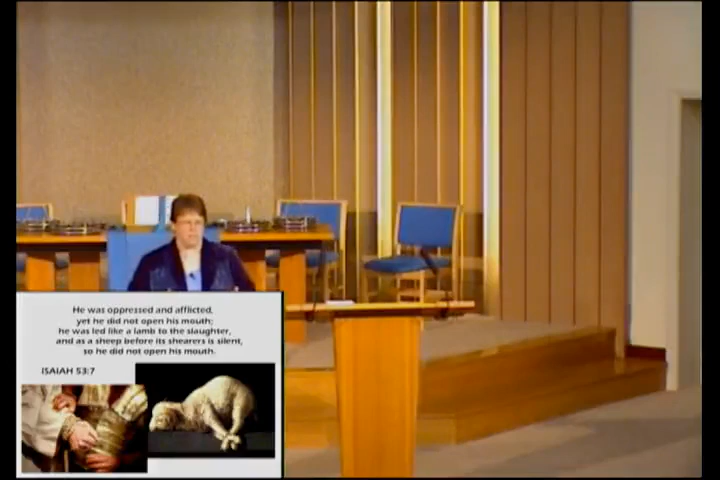 He was oppressed and afflicted,
yet he did not open his mouth;
he was led like a lamb to the slaughter,
and as a sheep before its shearers is silent,
so he did not open his mouth.
ISAIAH 53:7